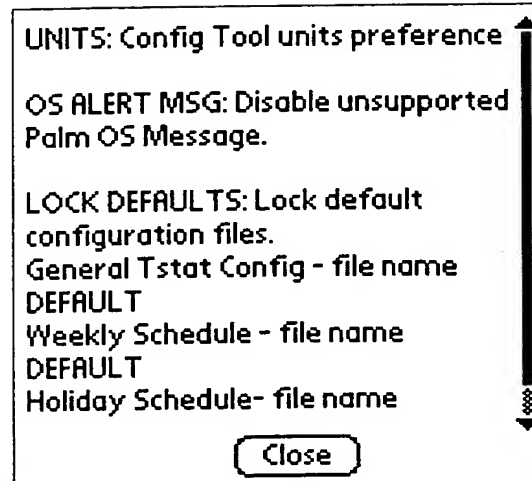 UNITS: Config Tool units preference
OS ALERT MSG: Disable unsupported
Palm OS Message.
LOCK DEFAULTS: Lock default
configuration files.
General Tstat Config - file name
DEFAULT
Weekly Schedule - file name
DEFAULT
Holiday Schedule- file name
Close